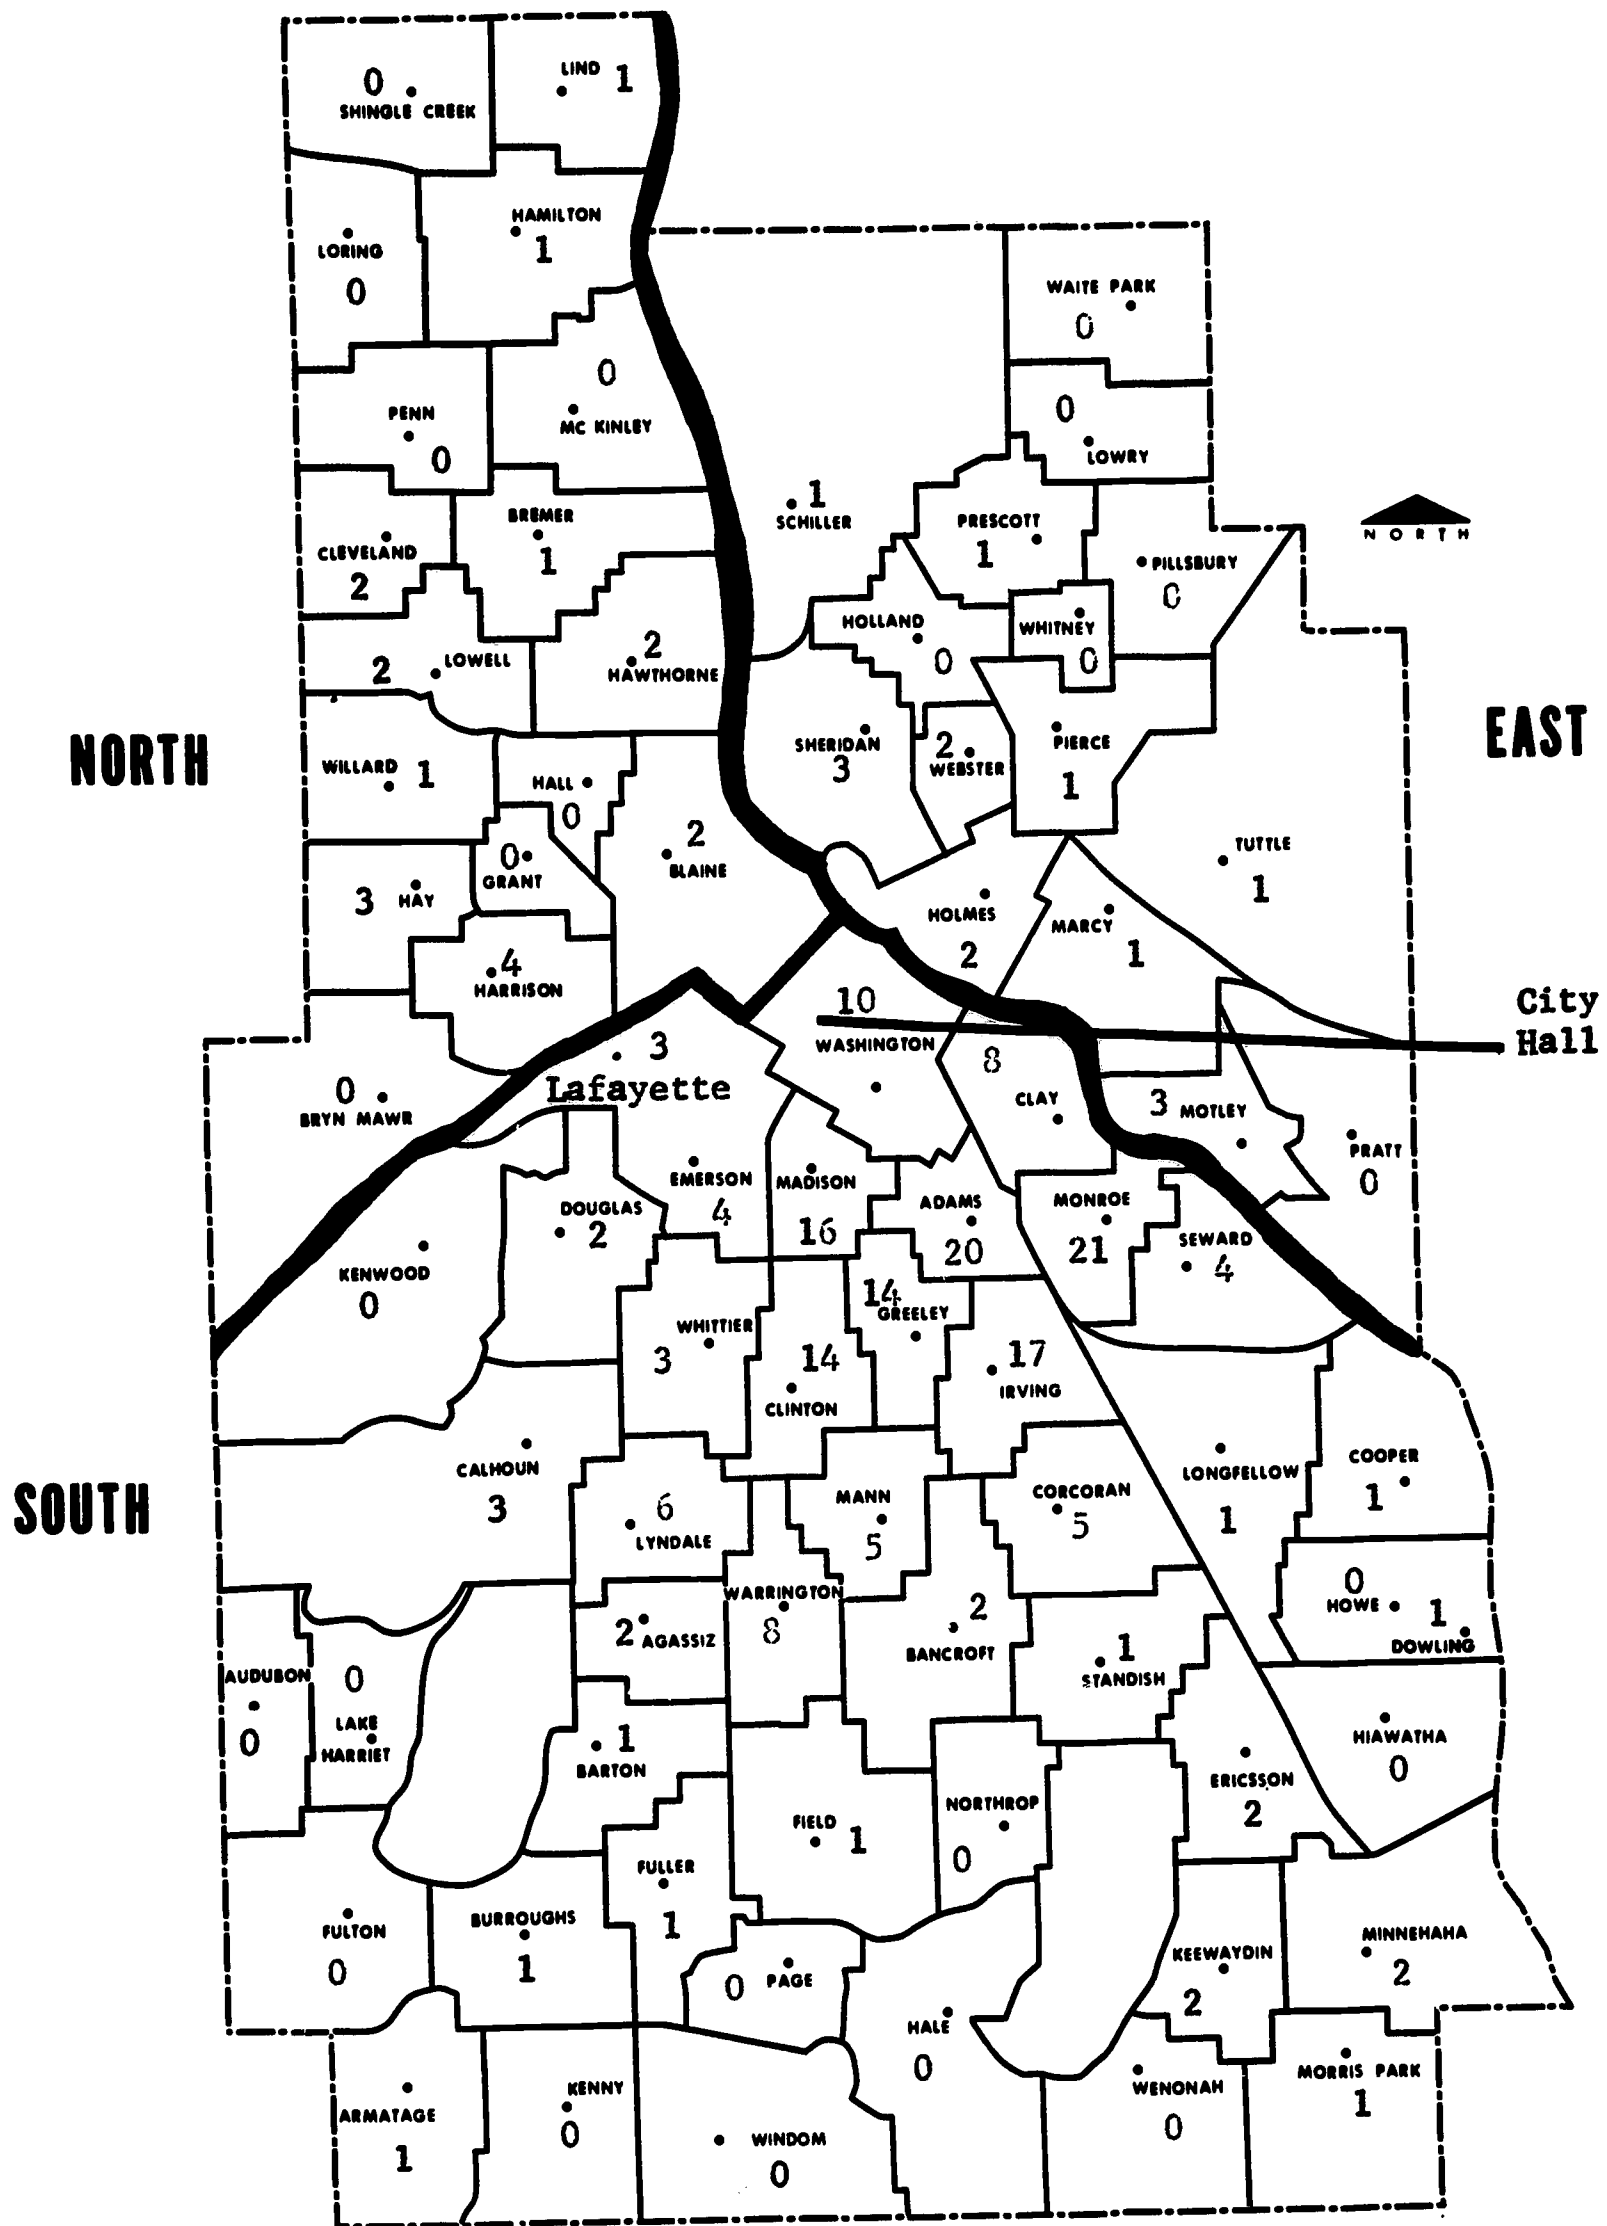 0
SHINGLE CREEK
LIND 1
HAMILTON
1
LORING
0
WAITE PARK
0
0
MC KINLEY
PENN
0
0
LOWRY
1
SCHILLER
PRESCOTT
1
NORTH
BREMER
1
CLEVELAND
2
PILLSBURY
0
HOLLAND
0
WHITNEY
0
2 LOWELL
2
HAWTHORNE
NORTH
EAST
SHERIDAN
3
2
WEBSTER
PIERCE
1
WILLARD 1
HALL
0
2
BLAINE
0
GRANT
TUTTLE
1
3 HAY
HOLMES
2
MARCY
1
4
HARRISON
10
WASHINGTON
City
Hall
3
Lafayette
8
CLAY
0
BRYN MAWR
3 MOTLEY
PRATT
0
EMERSON
4
MADISON
16
ADAMS
20
MONROE
21
DOUGLAS
2
SEWARD
4
KENWOOD
0
14
GREELEY
WHITTIER
3
14
CLINTON
17
IRVING
CALHOUN
3
SOUTH
6
LYNDALE
MANN
5
CORCORAN
5
LONGFELLOW
1
COOPER
1
WARRINGTON
8
2 AGASSIZ
2
BANCROFT
1
STANDISH
0
HOWE
1
DOWLING
AUDUBON
0
0
LAKE
HARRIET
1
BARTON
HIAWATHA
0
ERICSSON
2
FIELD 1
NORTHROP
0
FULLER
1
FULTON
0
BURROUGHS
1
0 PAGE
KEEWAYDIN
2
MINNEHAHA
2
HALE
0
ARMATAGE
1
KENNY
0
WINDOM
0
WENONAH
0
MORRIS PARK
1